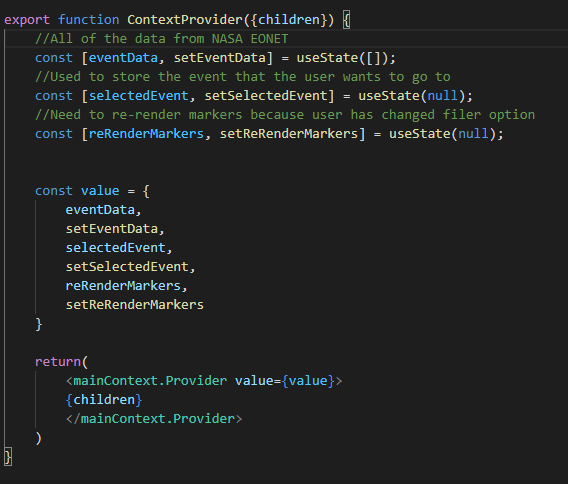 export function ContextProvider({children}) {
    //All of the data from NASA EONET
    const [eventData, setEventData] = useState([]);
    //Used to store the event that the user wants to go to
    const [selectedEvent, setSelectedEvent] = useState(null);
    //Need to re-render markers because user has changed filer option
    const [reRenderMarkers, setReRenderMarkers] = useState(null);
    const value = {
        eventData,
        setEventData,
        selectedEvent,
        setSelectedEvent,
        reRenderMarkers,
        setReRenderMarkers
    }
    return(
        <mainContext.Provider value={value}>
        {children}
        </mainContext.Provider>
    )
}